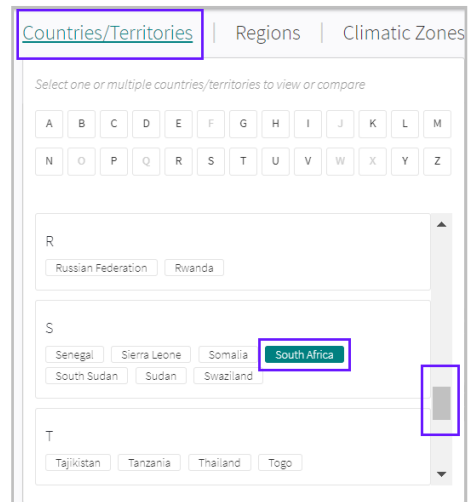 Countries/Territories | Regions | Climatic Zones
Select one or multiple countries/territories to view or compare
A B C D E F G H I J K L M
N O P Q R S T U V W X Y Z
R
Russian Federation Rwanda
S
Senegal Sierra Leone Somalia South Africa
South Sudan Sudan Swaziland
T
Tajikistan Tanzania Thailand Togo